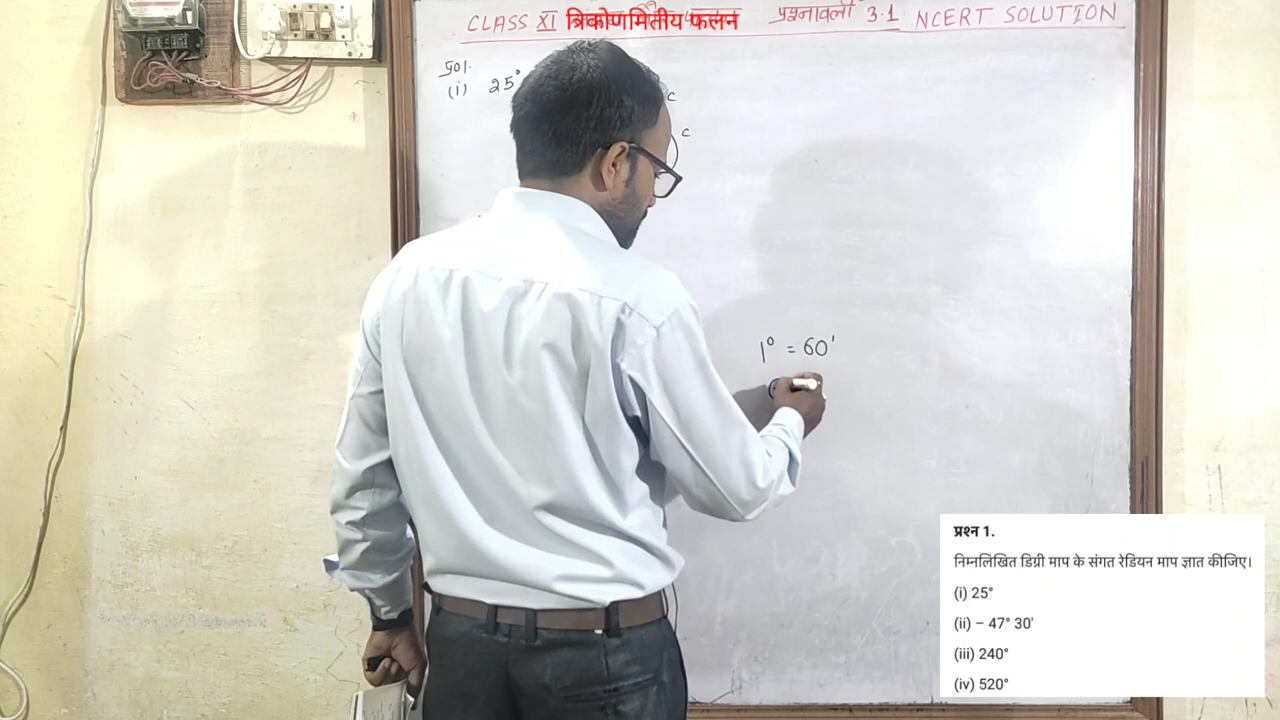 CLASS XI त्रिकोणमितीय फलन प्रश्नावली 3.1 NCERT SOLUTION
प्र01.
(i) 25°
c
c
1° = 60'
प्रश्न 1.
निम्नलिखित डिग्री माप के संगत रेडियन माप ज्ञात कीजिए।
(i) 25°
(ii) – 47° 30'
(iii) 240°
(iv) 520°